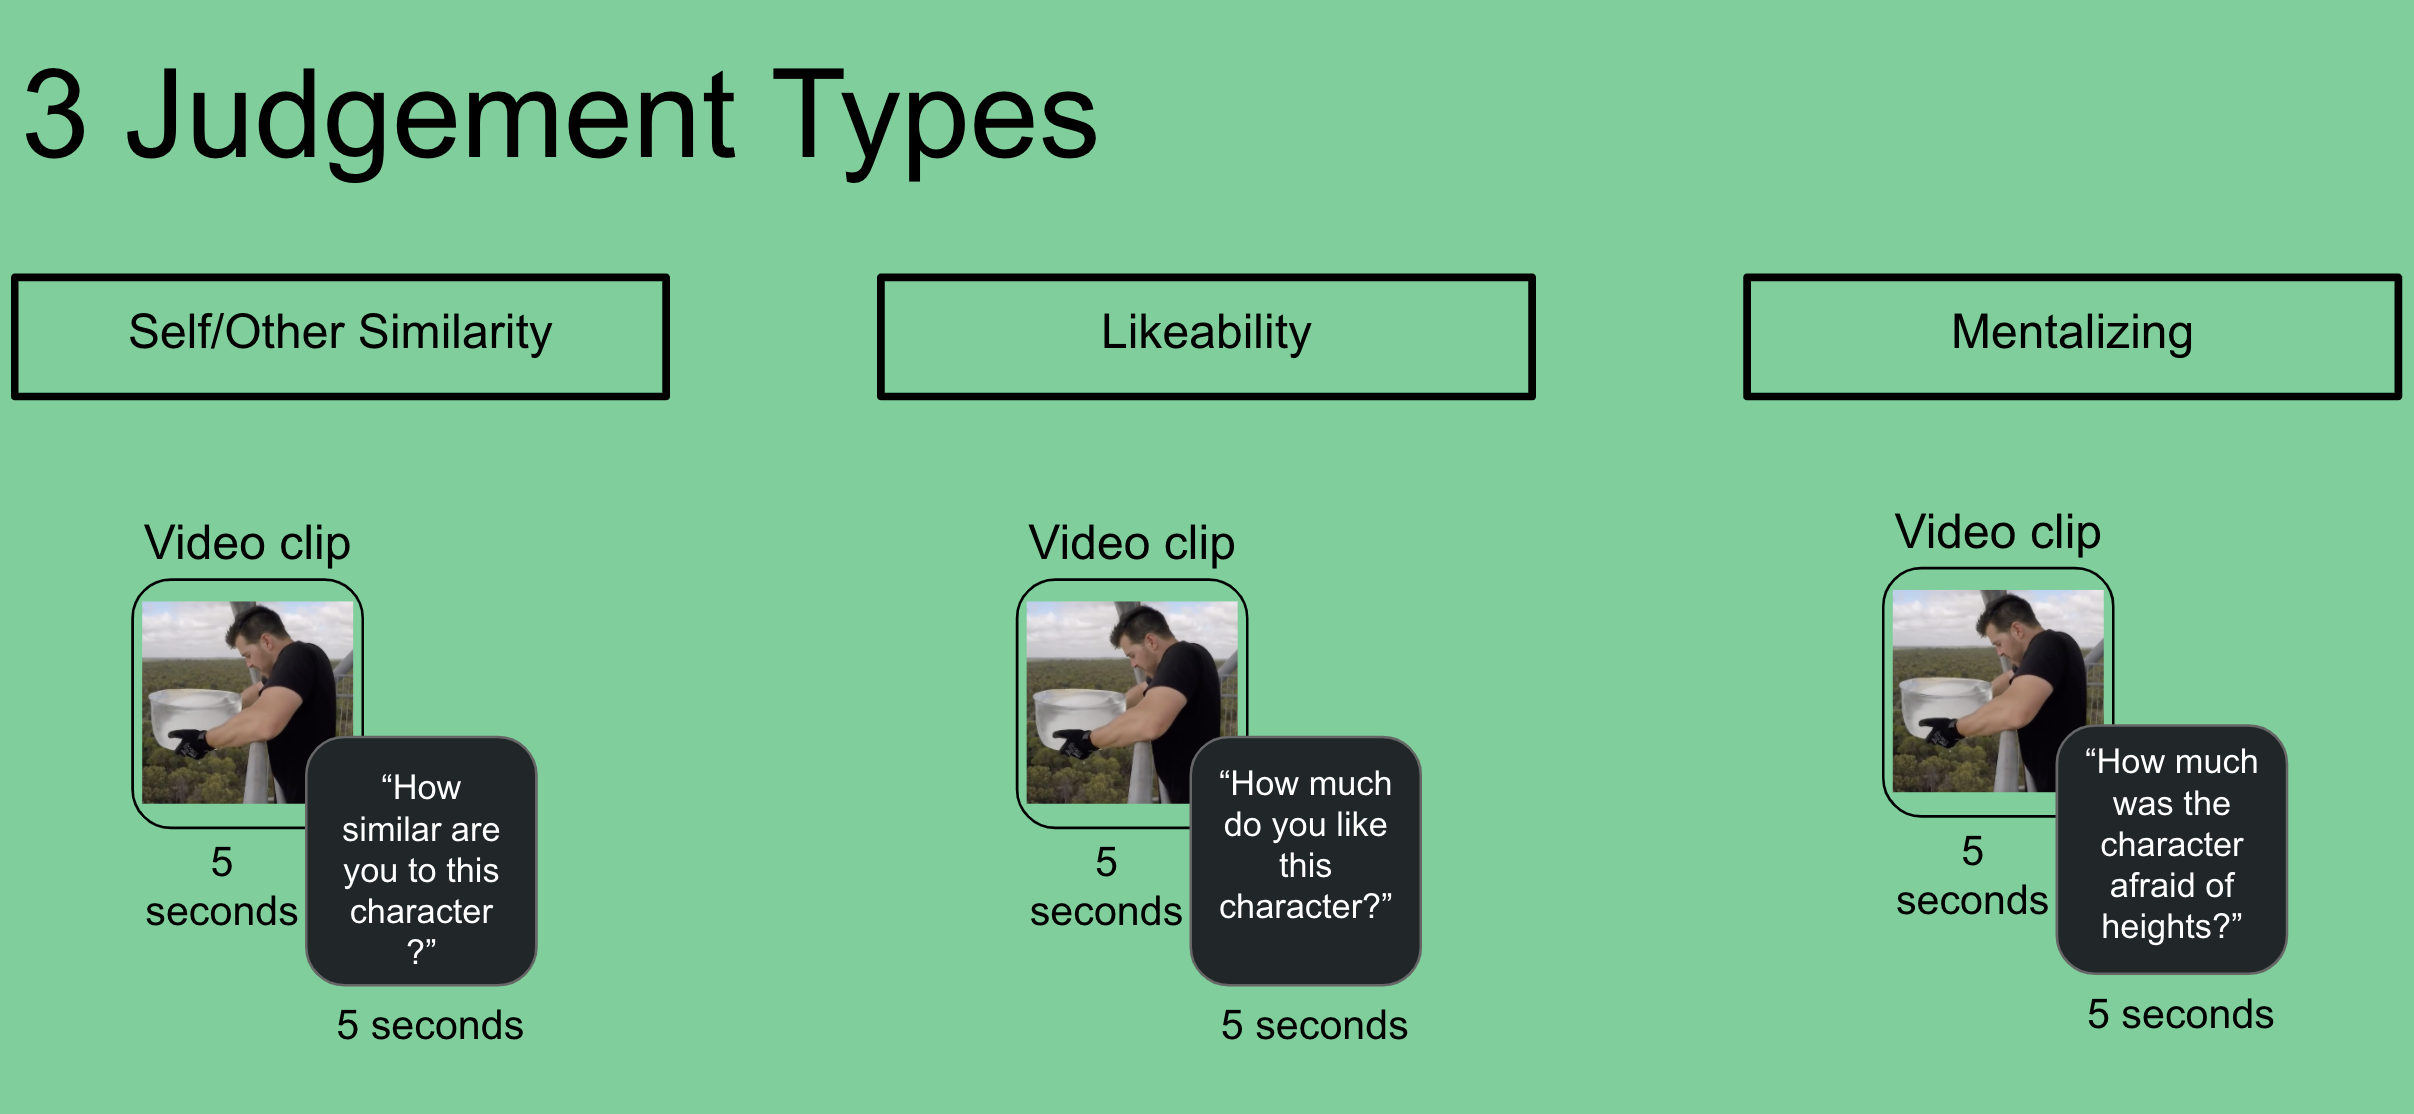 3 Judgement Types
Self/Other Similarity
Likeability
Mentalizing
Video clip
“How
similar are
you to this
character
?”
5
seconds
5 seconds
Video clip
“How much
do you like
this
character?”
5
seconds
5 seconds
Video clip
“How much
was the
character
afraid of
heights?”
5
seconds
5 seconds